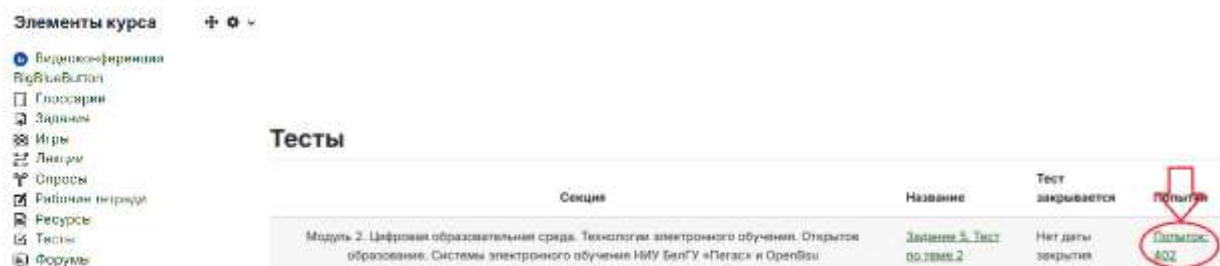 Элементы курса
Видеоконференция
BigBlueButton
Глоссарии
Задания
Игры
Лекции
Опросы
Рабочие тетради
Ресурсы
Тесты
Форумы
Тесты
Секция
Название
Тест
закрывается
Попытки
Модуль 2. Цифровая образовательная среда. Технологии электронного обучения. Открытое
образование. Системы электронного обучения НИУ БелГУ «Пегас» и OpenBsu
Задание 5. Тест
по теме 2
Нет даты
закрытия
Попыток:
402